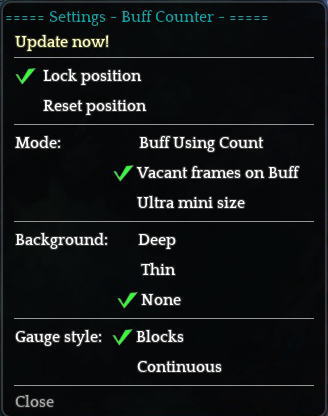 ===== Settings - Buff Counter - =====
Update now!
Lock position
Reset position
Mode: Buff Using Count
Vacant frames on Buff
Ultra mini size
Background: Deep
Thin
None
Gauge style: Blocks
Continuous
Close